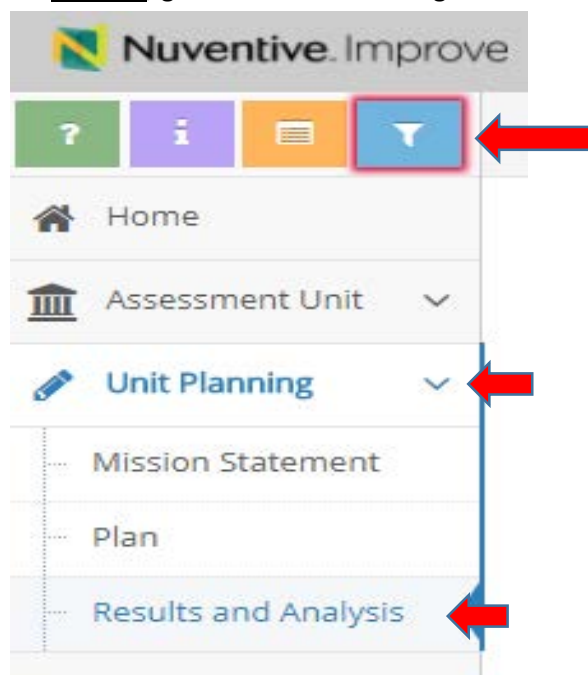 Nuventive. Improve
? i
Home
Assessment Unit
Unit Planning
Mission Statement
Plan
Results and Analysis